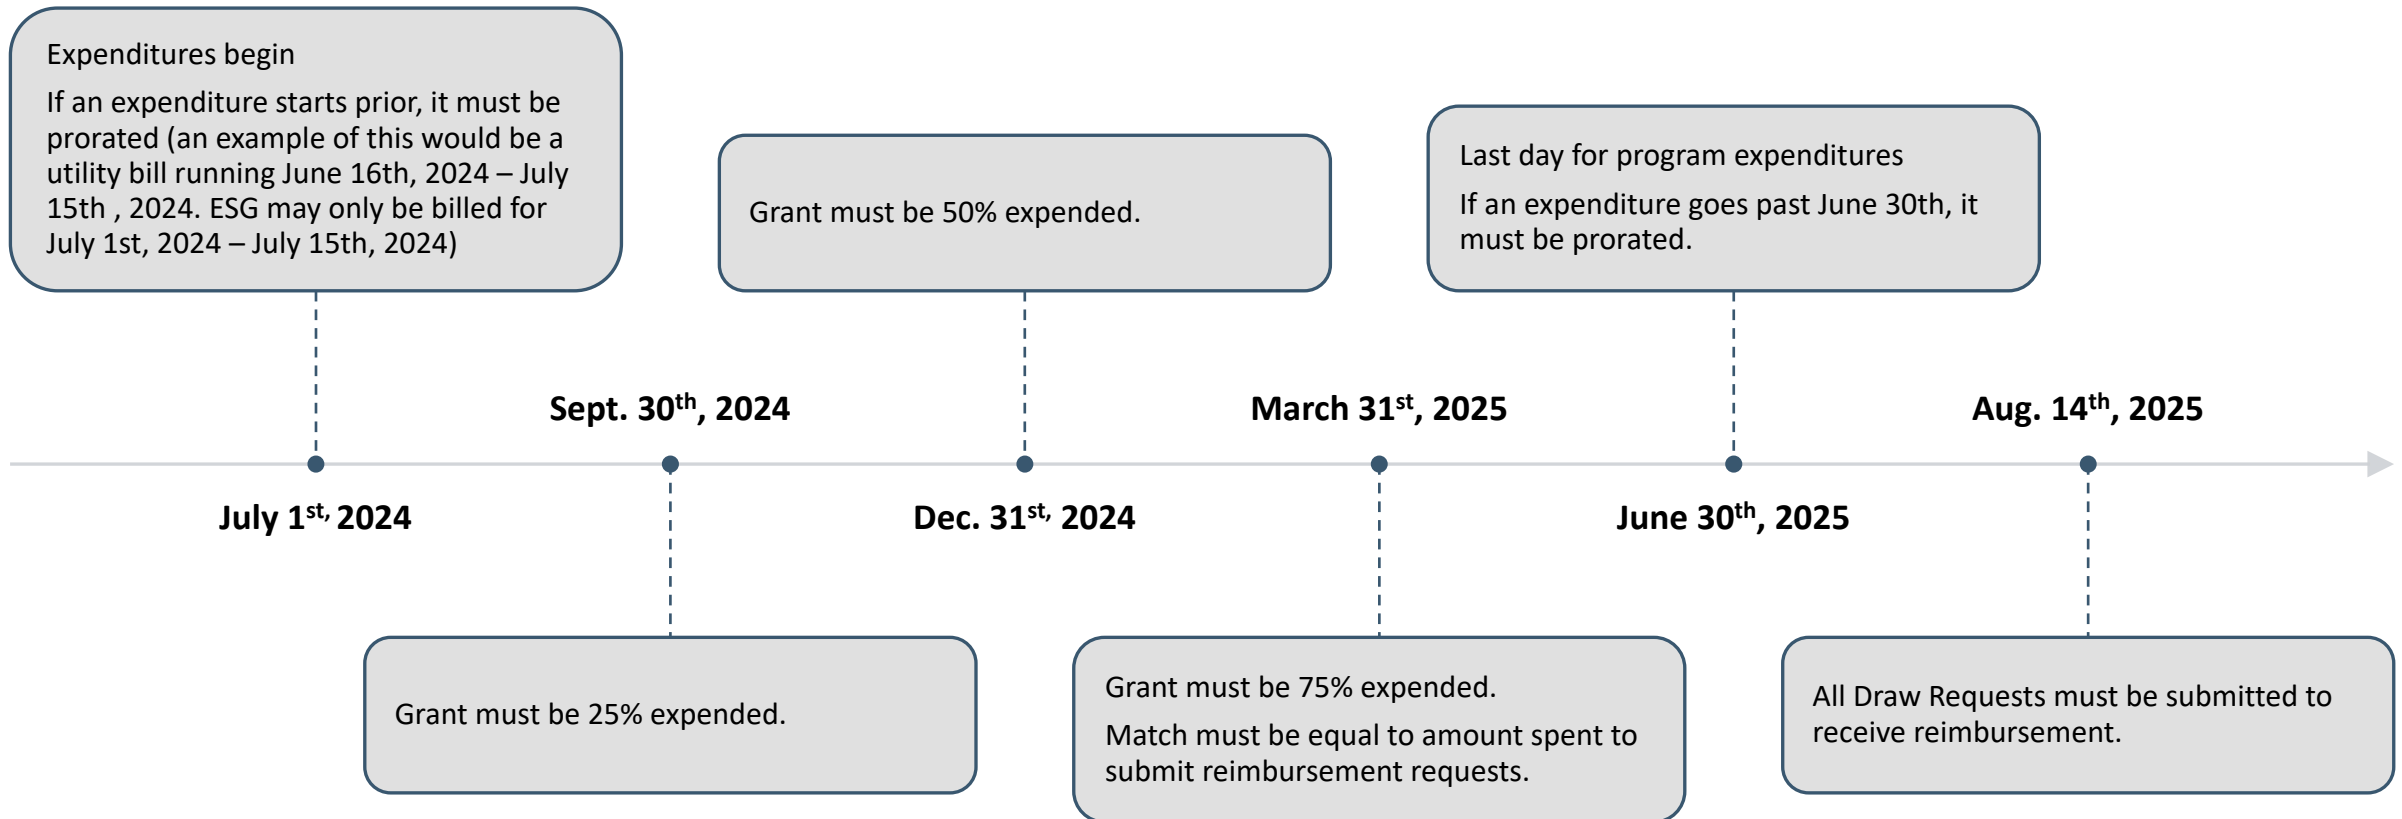 Expenditures begin
If an expenditure starts prior, it must be
prorated (an example of this would be a
utility bill running June 16th, 2024 – July
15th , 2024. ESG may only be billed for
July 1st, 2024 – July 15th, 2024)
Grant must be 50% expended.
Last day for program expenditures
If an expenditure goes past June 30th, it
must be prorated.
Sept. 30th, 2024
March 31st, 2025
Aug. 14th, 2025
July 1st, 2024
Dec. 31st, 2024
June 30th, 2025
Grant must be 25% expended.
Grant must be 75% expended.
Match must be equal to amount spent to
submit reimbursement requests.
All Draw Requests must be submitted to
receive reimbursement.